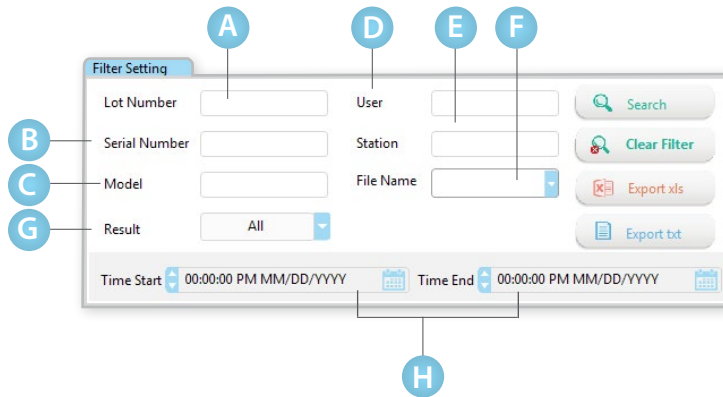 A
D
E
F
Filter Setting
Lot Number
User
Search
B
Serial Number
Station
Clear Filter
C
Model
File Name
Export xls
G
Result
All
Export txt
Time Start 00:00:00 PM MM/DD/YYYY
Time End 00:00:00 PM MM/DD/YYYY
H